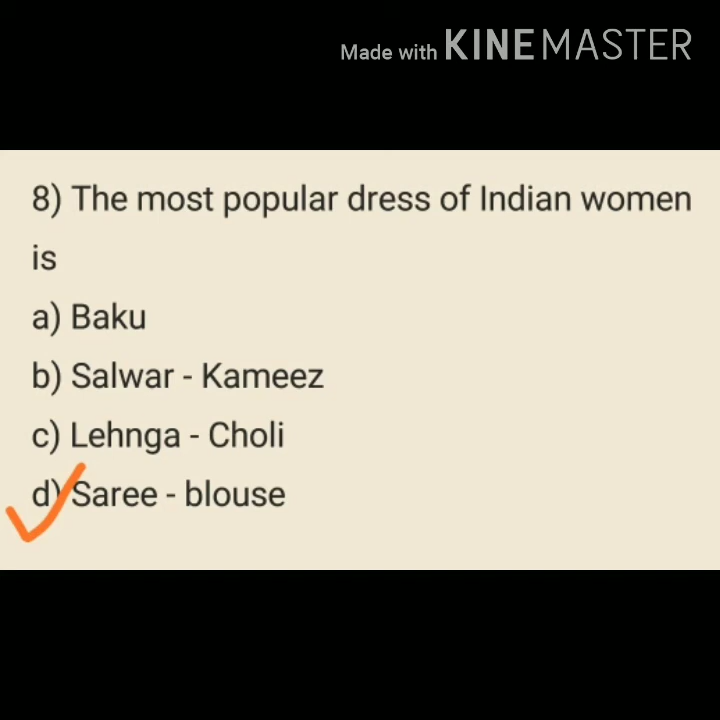 Made with KINEMASTER
8) The most popular dress of Indian women
is
a) Baku
b) Salwar - Kameez
c) Lehnga - Choli
d) Saree - blouse